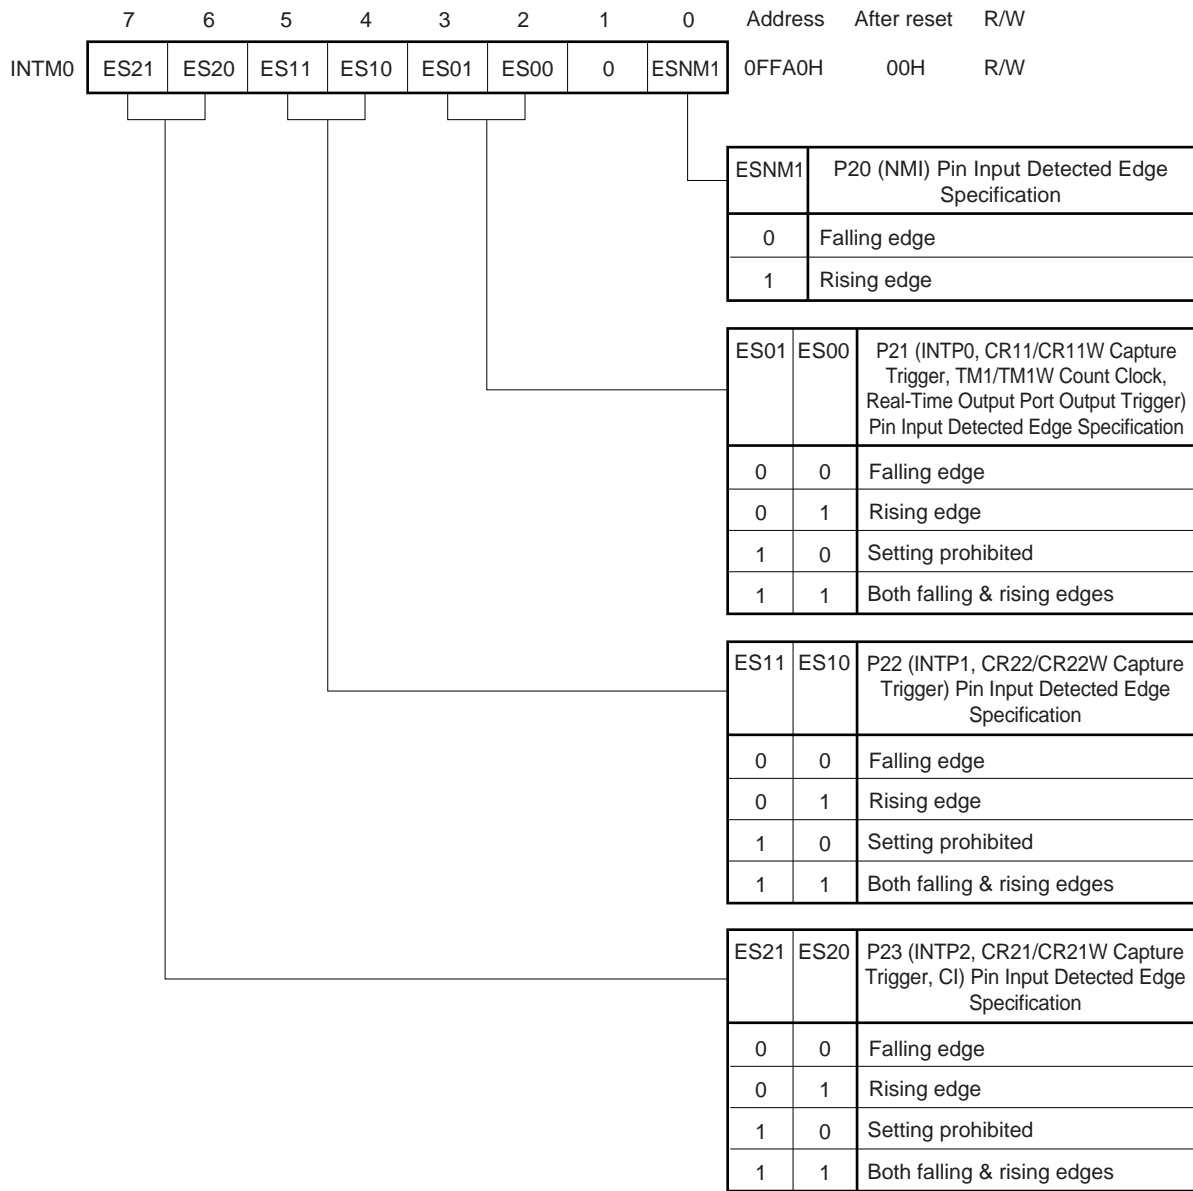 7 6 5 4 3 2 1 0 Address After reset R/W
INTM0 ES21 ES20 ES11 ES10 ES01 ES00 0 ESNM1 0FFA0H 00H R/W
ESNM1 P20 (NMI) Pin Input Detected Edge
Specification
0 Falling edge
1 Rising edge
ES01 ES00 P21 (INTP0, CR11/CR11W Capture
Trigger, TM1/TM1W Count Clock,
Real-Time Output Port Output Trigger)
Pin Input Detected Edge Specification
0 0 Falling edge
0 1 Rising edge
1 0 Setting prohibited
1 1 Both falling & rising edges
ES11 ES10 P22 (INTP1, CR22/CR22W Capture
Trigger) Pin Input Detected Edge
Specification
0 0 Falling edge
0 1 Rising edge
1 0 Setting prohibited
1 1 Both falling & rising edges
ES21 ES20 P23 (INTP2, CR21/CR21W Capture
Trigger, CI) Pin Input Detected Edge
Specification
0 0 Falling edge
0 1 Rising edge
1 0 Setting prohibited
1 1 Both falling & rising edges